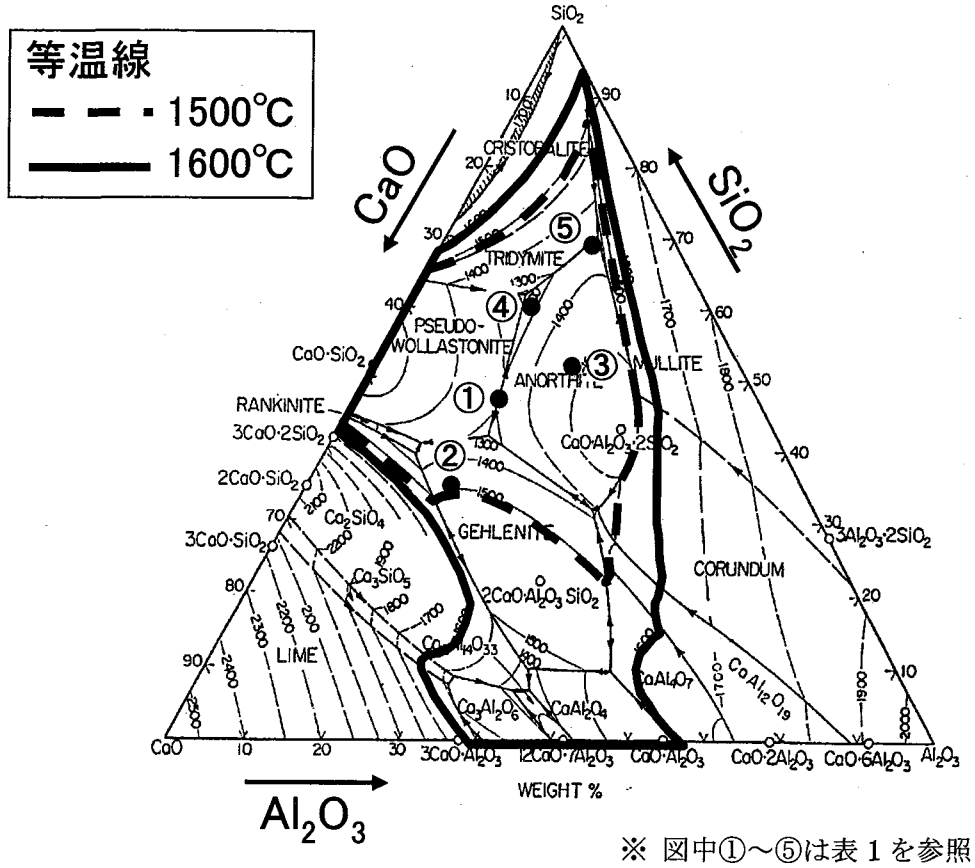 等温線
1500℃
1600℃
SiO₂
10
90
1700
CRISTOBALITE
CaO
20
80
SiO₂
⑤
30
70
TRIDYMITE
1400
1300
④
40
60
1400
1700
PSEUDO-
WOLLASTONITE
1800
CaO·SiO₂
③
MULLITE
ANORTHITE
50
①
RANKINITE
3CaO·2SiO₂
1300
CaO·Al₂O₃·2SiO₂
40
②
1400
2CaO·SiO₂
1500
70
2100
Ca₂SiO₄
GEHLENITE
30
3Al₂O₃·2SiO₂
3CaO·SiO₂
2200
1900
Ca₃SiO₅
CORUNDUM
80
2CaO·Al₂O₃·SiO₂
20
1800
2300
2200
2100
1700
LIME
90
2400
1500
1400
10
CaAl₄O₇
CaAl₁₂O₁₉
1700
1900
2000
2500
Ca₃Al₂O₆
CaAl₂O₄
CaO
10
20
30
3CaO·Al₂O₃
12CaO·7Al₂O₃
CaO·Al₂O₃
CaO·2Al₂O₃
CaO·6Al₂O₃
Al₂O₃
WEIGHT %
Al₂O₃
※ 図中①～⑤は表 1 を参照